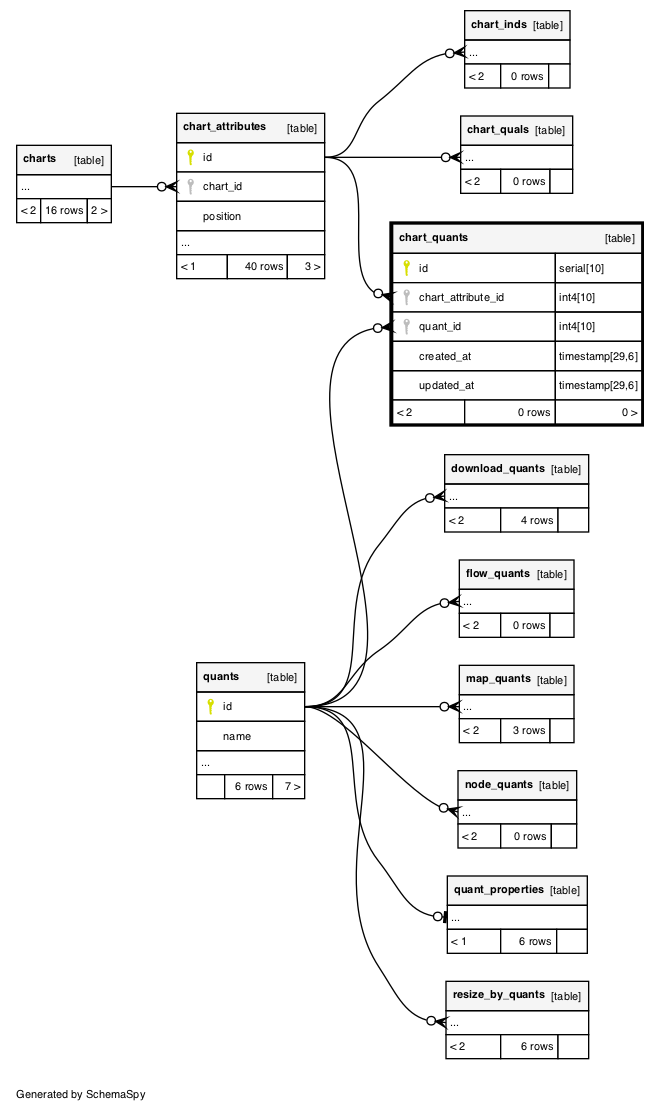 chart_inds [table]
...
< 2 0 rows
chart_attributes [table]
id
chart_id
position
...
< 1 40 rows 3 >
chart_quals [table]
...
< 2 0 rows
charts [table]
...
< 2 16 rows 2 >
chart_quants [table]
id serial[10]
chart_attribute_id int4[10]
quant_id int4[10]
created_at timestamp[29,6]
updated_at timestamp[29,6]
< 2 0 rows 0 >
download_quants [table]
...
< 2 4 rows
flow_quants [table]
...
< 2 0 rows
quants [table]
id
name
...
6 rows 7 >
map_quants [table]
...
< 2 3 rows
node_quants [table]
...
< 2 0 rows
quant_properties [table]
...
< 1 6 rows
resize_by_quants [table]
...
< 2 6 rows
Generated by SchemaSpy